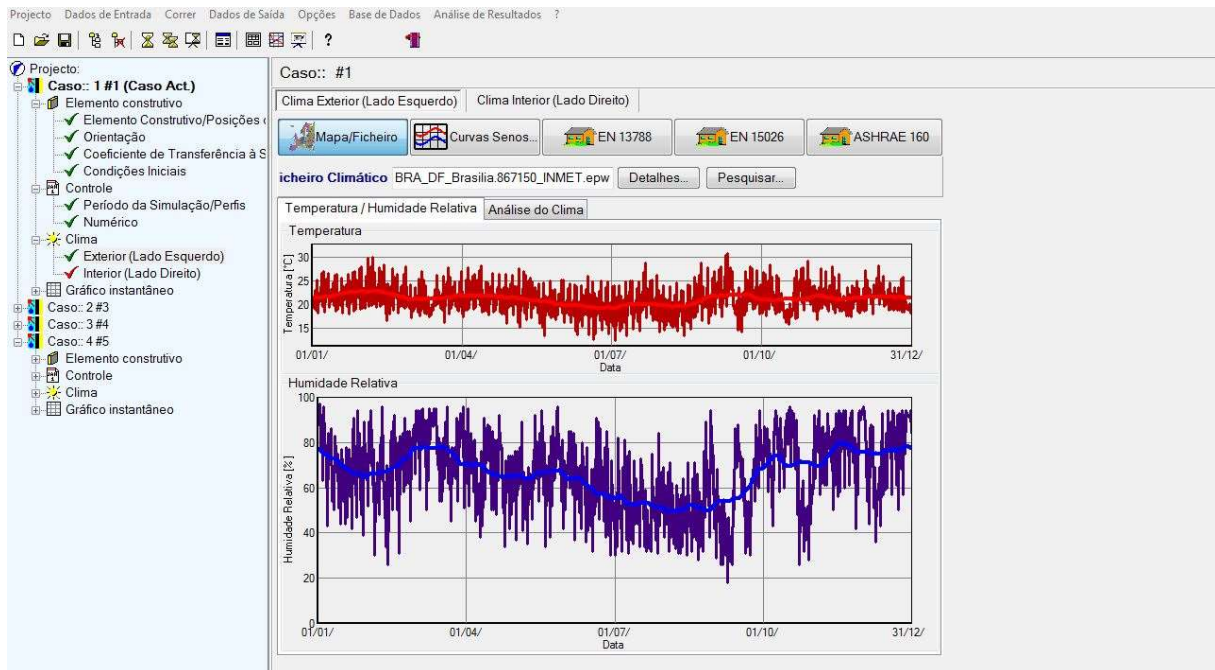 Projecto Dados de Entrada Correr Dados de Saída Opções Base de Dados Análise de Resultados ?
?
Projecto:
Caso:: 1 #1 (Caso Act.)
Elemento construtivo
Elemento Construtivo/Posições
Orientação
Coeficiente de Transferência à S
Condições Iniciais
Controle
Período da Simulação/Perfis
Numérico
Clima
Exterior (Lado Esquerdo)
Interior (Lado Direito)
Gráfico instantâneo
Caso:: 2 #3
Caso:: 3 #4
Caso:: 4 #5
Elemento construtivo
Controle
Clima
Gráfico instantâneo
Caso:: #1
Clima Exterior (Lado Esquerdo) Clima Interior (Lado Direito)
Mapa/Ficheiro Curvas Senos... EN 13788 EN 15026 ASHRAE 160
icheiro Climático BRA_DF_Brasilia.867150_INMET.epw Detalhes... Pesquisar...
Temperatura / Humidade Relativa Análise do Clima
Temperatura
Temperatura [°C]
30
25
20
15
01/01/ 01/04/ 01/07/ 01/10/ 31/12/
Data
Humidade Relativa
Humidade Relativa [%]
100
80
60
40
20
0
01/01/ 01/04/ 01/07/ 01/10/ 31/12/
Data